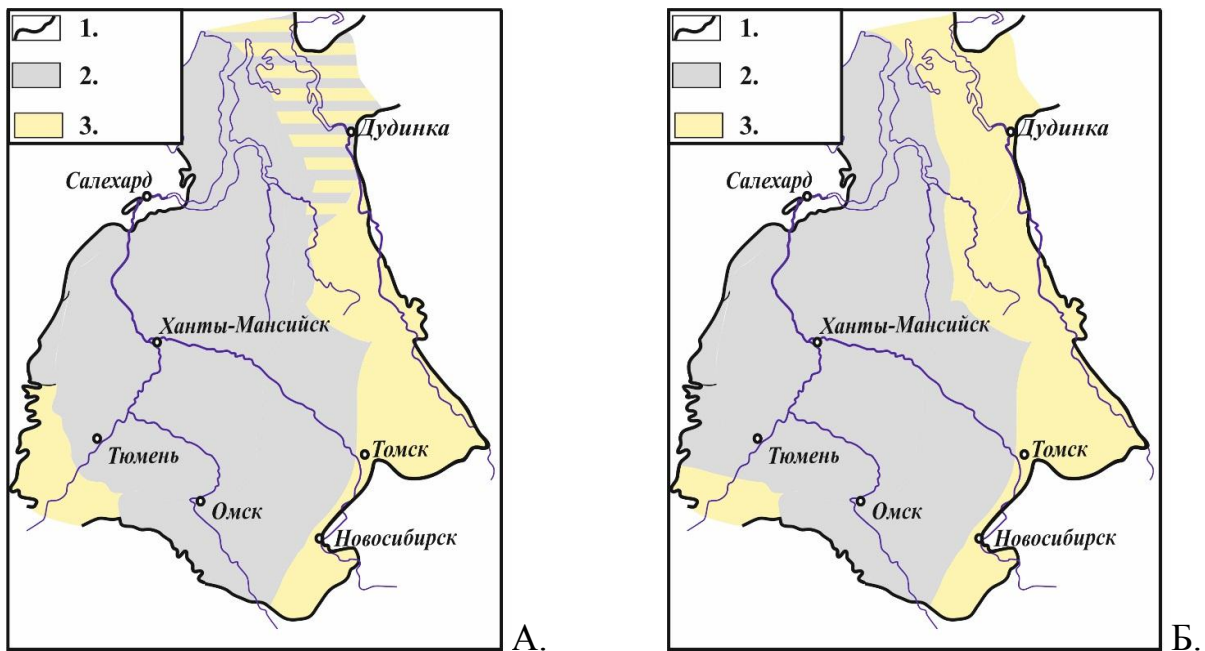 1.
2.
3.
Дудинка
Салехард
Ханты-Мансийск
Тюмень
Томск
Омск
Новосибирск
А.
1.
2.
3.
Дудинка
Салехард
Ханты-Мансийск
Тюмень
Томск
Омск
Новосибирск
Б.